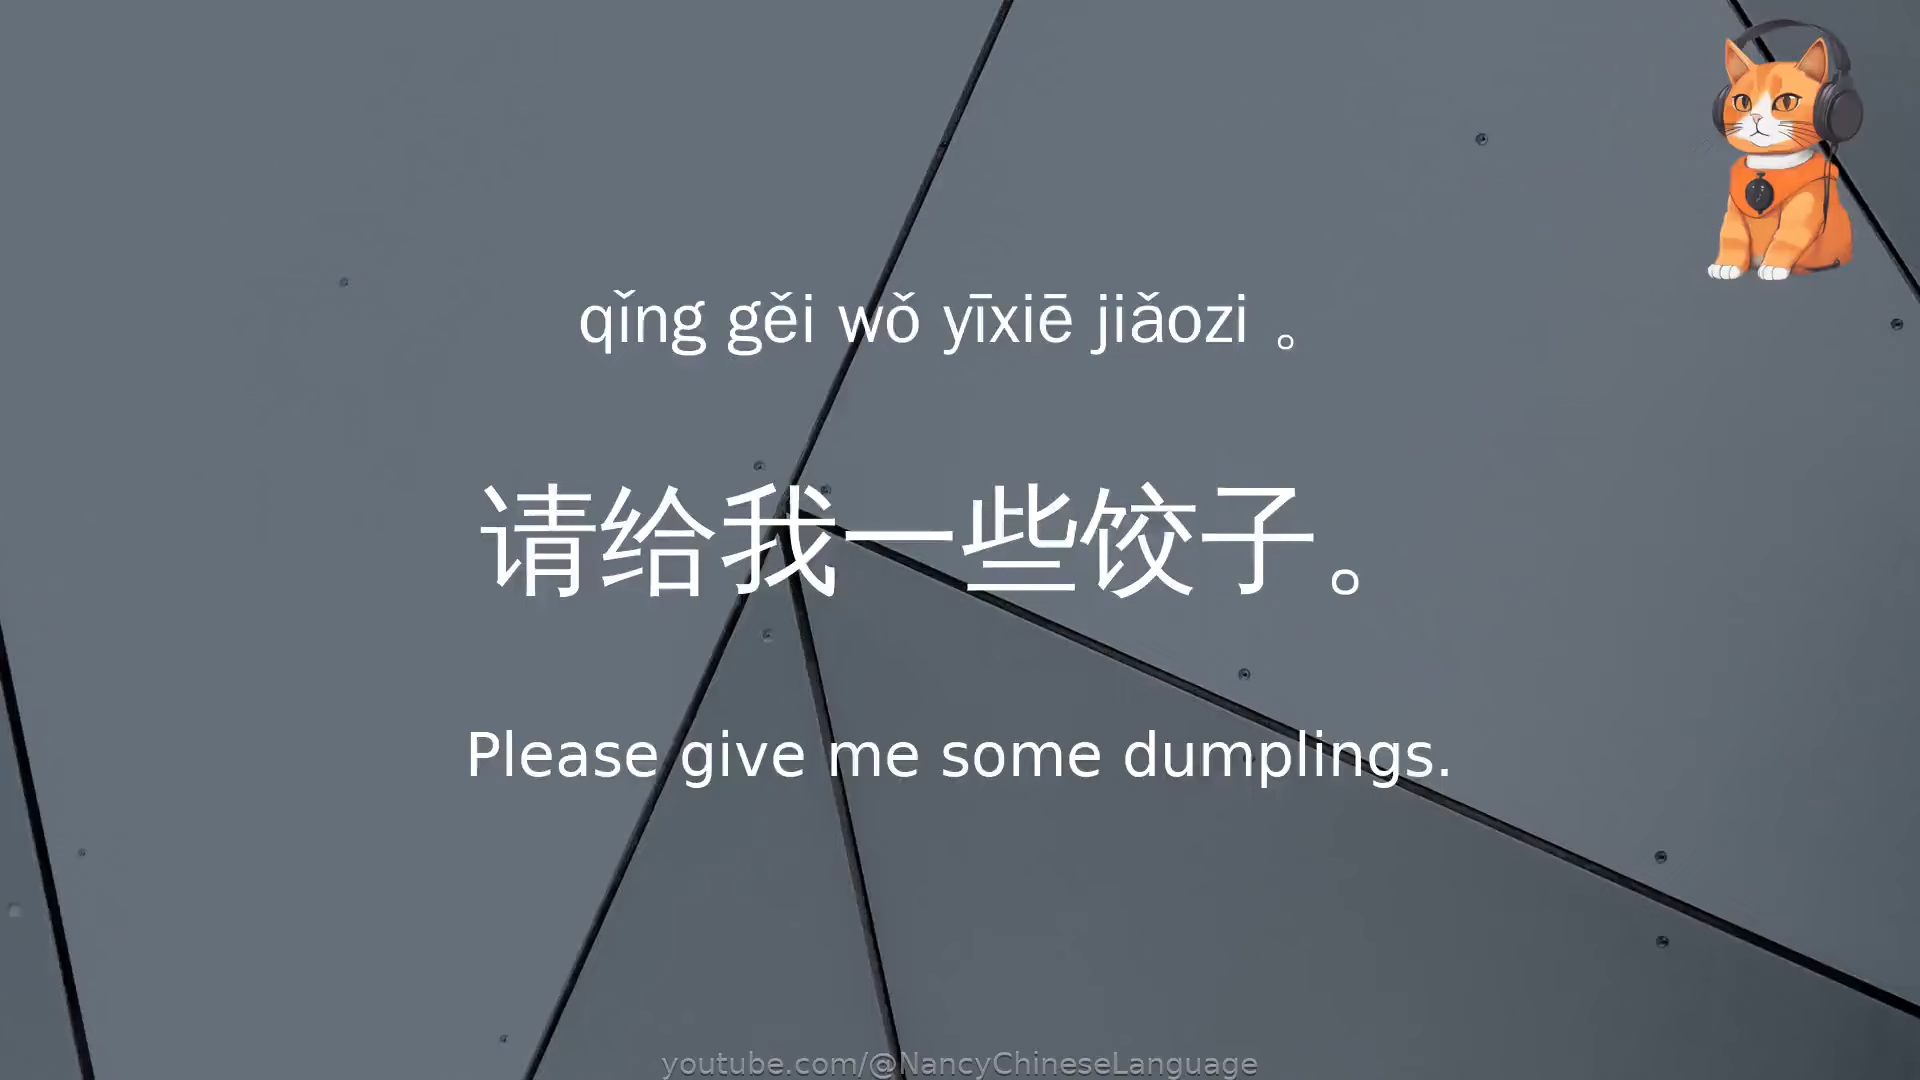 qǐng gěi wǒ yīxiē jiǎozi 。
请给我一些饺子。
Please give me some dumplings.
youtube.com/@NancyChineseLanguage